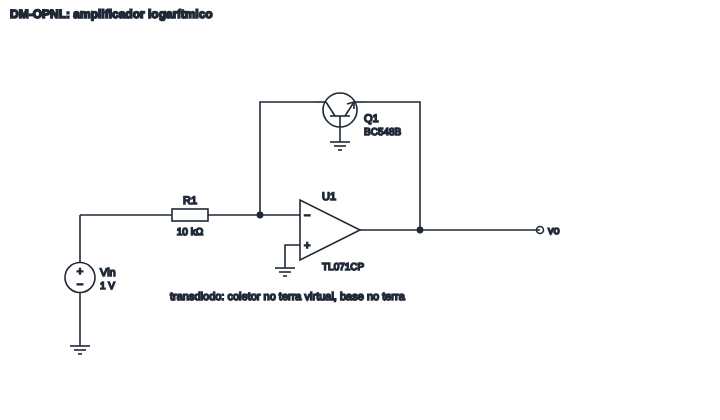 DM-OPNL: amplificador logarítmico
Q1
BC548B
R1
10 kΩ
U1
TL071CP
Vin
1 V
vo
transdiodo: coletor no terra virtual, base no terra